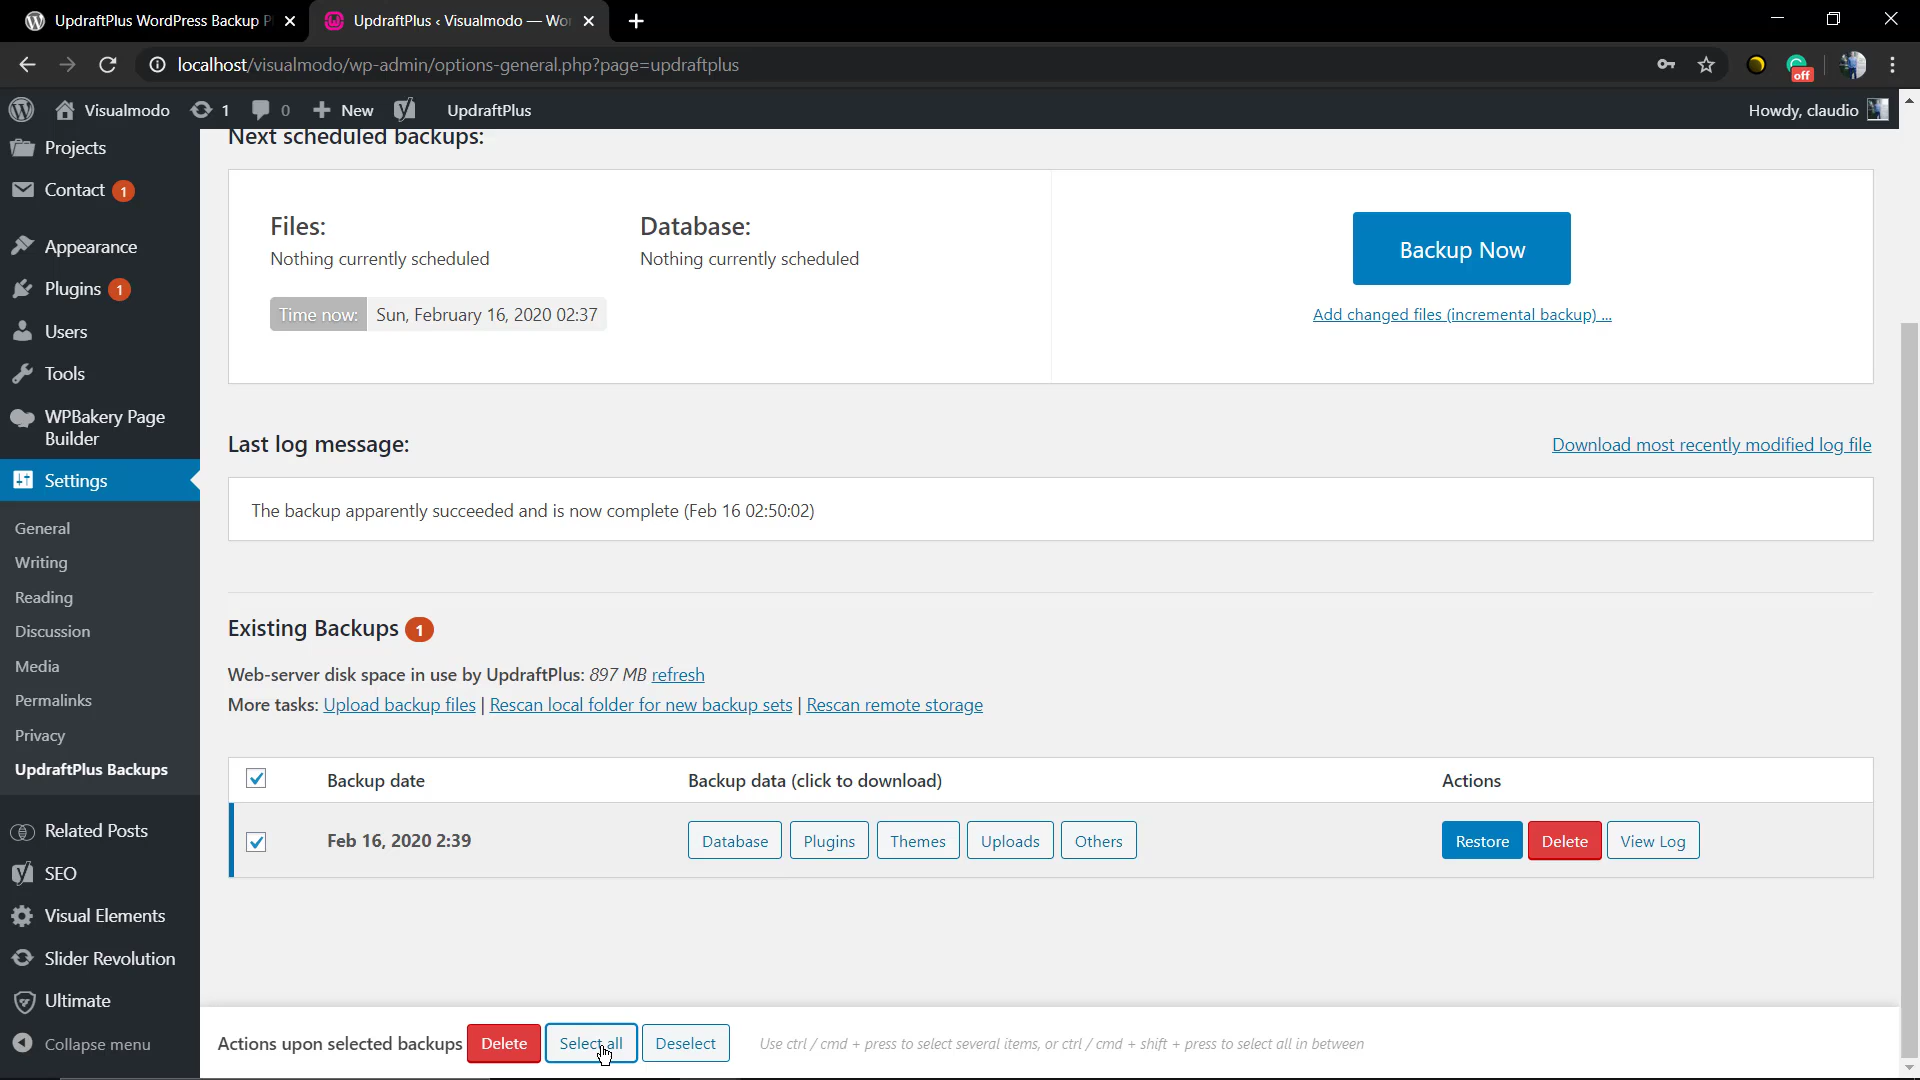 UpdraftPlus WordPress Backup P
UpdraftPlus ‹ Visualmodo — Wor
localhost/visualmodo/wp-admin/options-general.php?page=updraftplus
off
Visualmodo 1 0 New UpdraftPlus
Howdy, claudio
Projects
Contact 1
Appearance
Plugins 1
Users
Tools
WPBakery Page
Builder
Settings
General
Writing
Reading
Discussion
Media
Permalinks
Privacy
UpdraftPlus Backups
Related Posts
SEO
Visual Elements
Slider Revolution
Ultimate
Collapse menu
Next scheduled backups:
Files:
Nothing currently scheduled
Database:
Nothing currently scheduled
Time now: Sun, February 16, 2020 02:37
Backup Now
Add changed files (incremental backup) ...
Last log message:
Download most recently modified log file
The backup apparently succeeded and is now complete (Feb 16 02:50:02)
Existing Backups 1
Web-server disk space in use by UpdraftPlus: 897 MB refresh
More tasks: Upload backup files | Rescan local folder for new backup sets | Rescan remote storage
Backup date Backup data (click to download) Actions
Feb 16, 2020 2:39 Database Plugins Themes Uploads Others Restore Delete View Log
Actions upon selected backups Delete Select all Deselect Use ctrl / cmd + press to select several items, or ctrl / cmd + shift + press to select all in between